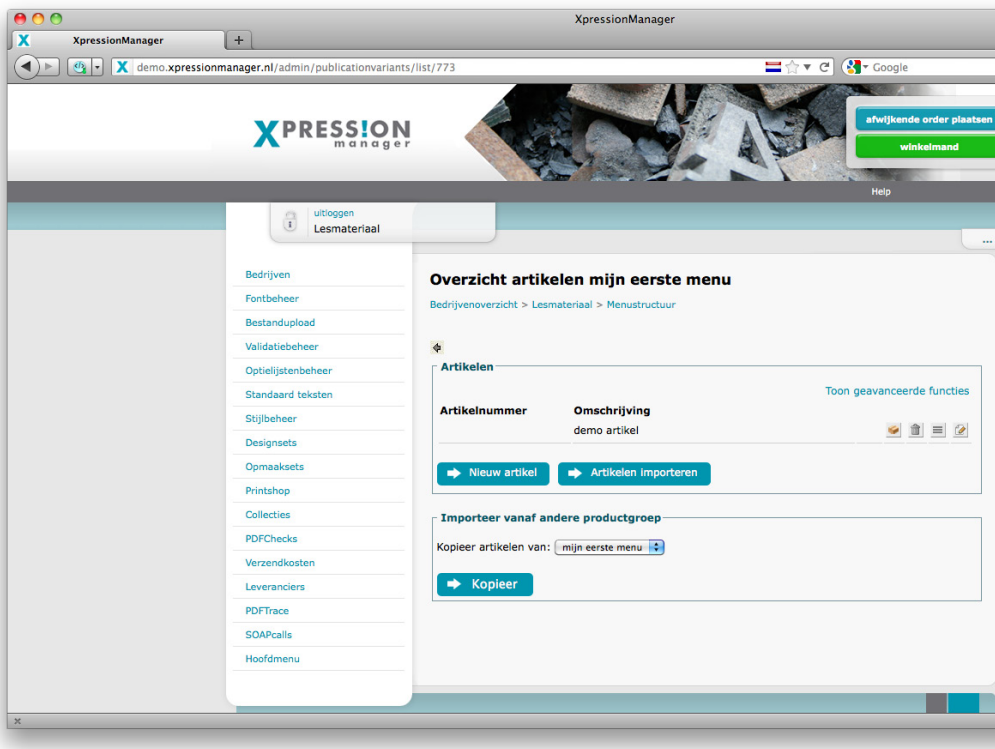 XpressionManager
XpressionManager
demo.xpressionmanager.nl/admin/publicationvariants/list/773
Google
XPRESS!ON
manager
afwijkende order plaatsen
winkelmand
Help
uitloggen
Lesmateriaal
...
Bedrijven
Fontbeheer
Bestandupload
Validatiebeheer
Optielijstenbeheer
Standaard teksten
Stijlbeheer
Designsets
Opmaaksets
Printshop
Collecties
PDFChecks
Verzendkosten
Leveranciers
PDFTrace
SOAPcalls
Hoofdmenu
Overzicht artikelen mijn eerste menu
Bedrijvenoverzicht > Lesmateriaal > Menustructuur
Artikelen
Toon geavanceerde functies
Artikelnummer Omschrijving
demo artikel
Nieuw artikel Artikelen importeren
Importeer vanaf andere productgroep
Kopieer artikelen van: mijn eerste menu
Kopieer